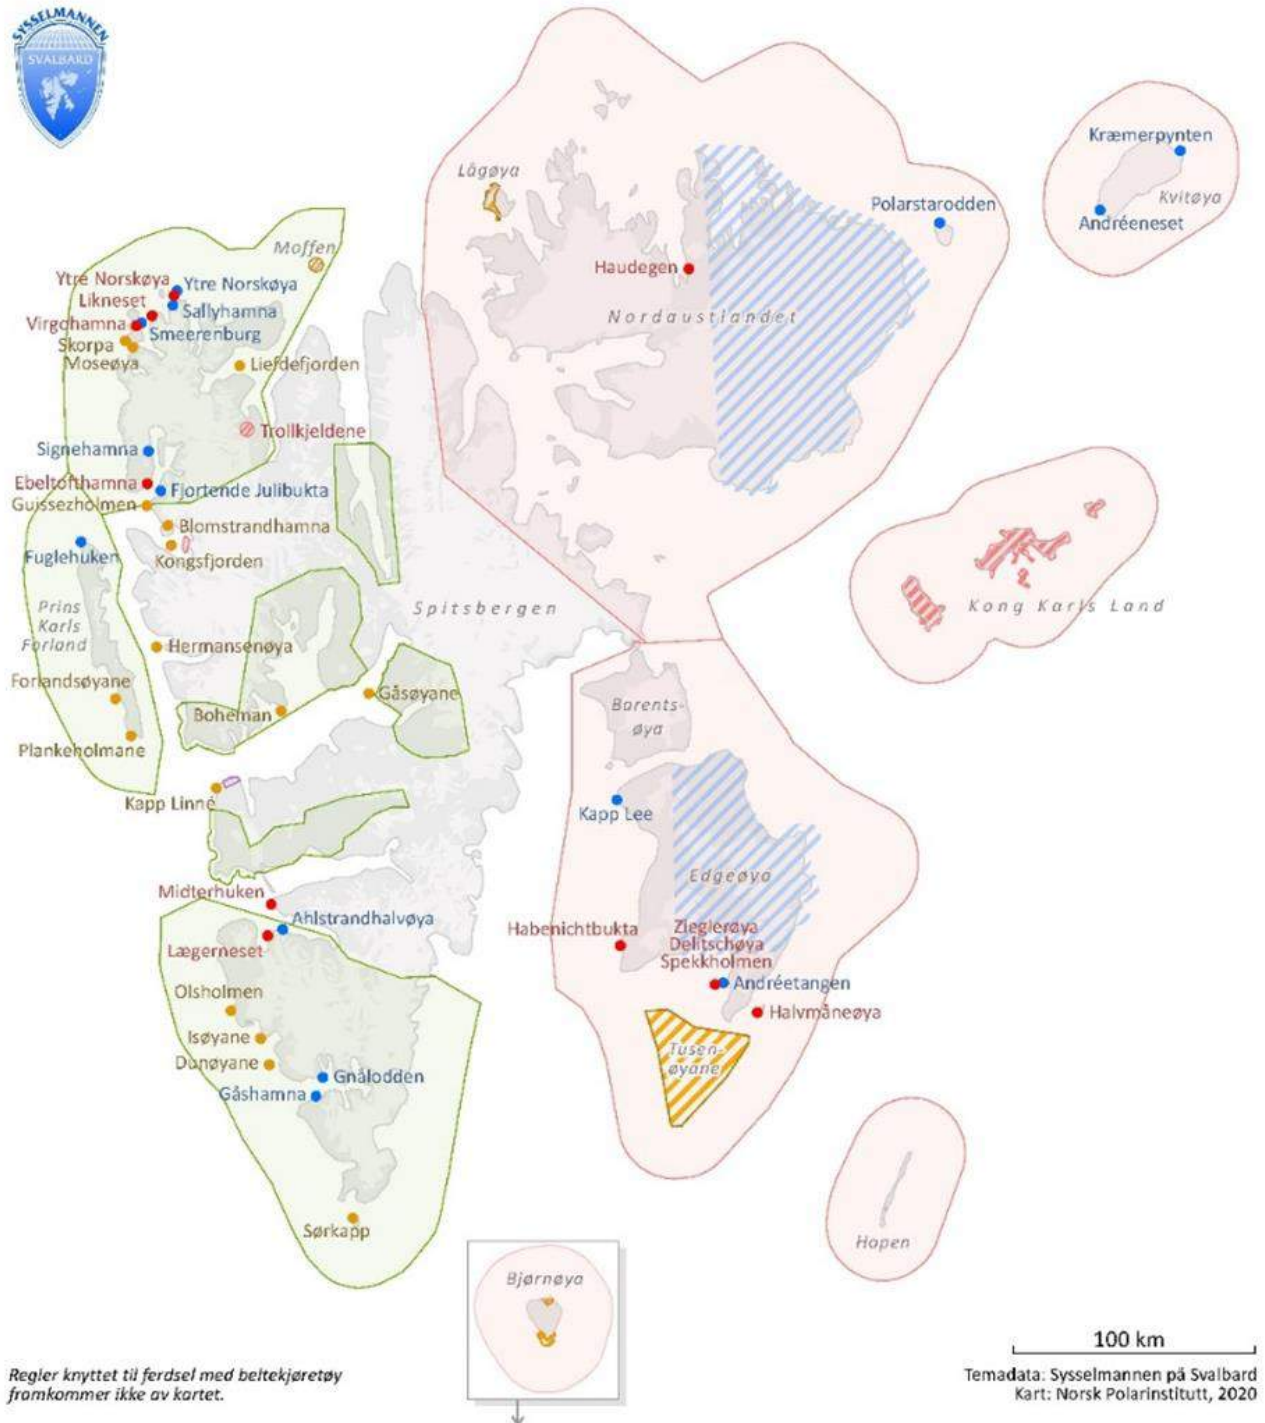 SYSSELMANNEN
SVALBARD
Kræmerpynten
Kvitøya
Andréeneset
Lågøya
Polarstarodden
Moffen
Haudegen
Nordaustlandet
Ytre Norskøya
Ytre Norskøya
Likneset
Sallyhamna
Virgohamna
Smeerenburg
Skorpa
Moseøya
Liefdefjorden
Trollkjeldene
Signehamna
Ebeltofthamna
Fjortende Julibukta
Guissezholmen
Blomstrandhamna
Fuglehuken
Kongsfjorden
Prins
Karls
Forland
Spitsbergen
Kong Karls Land
Hermansenøya
Forlandsøyane
Gåsøyane
Boheman
Plankeholmane
Barents-
øya
Kapp Linné
Kapp Lee
Edgeøya
Midterhuken
Ahlstrandhalvøya
Lægerneset
Habenichtbukta
Zieglerøya
Delitschøya
Spekkholmen
Andréetangen
Halvmåneøya
Olsholmen
Isøyane
Dunøyane
Tusen-
øyane
Gnålodden
Gåshamna
Sørkapp
Hopen
Bjørnøya
100 km
Regler knyttet til ferdsel med beltekjøretøy
framkommer ikke av kartet.
Temadata: Sysselmannen på Svalbard
Kart: Norsk Polarinstitutt, 2020